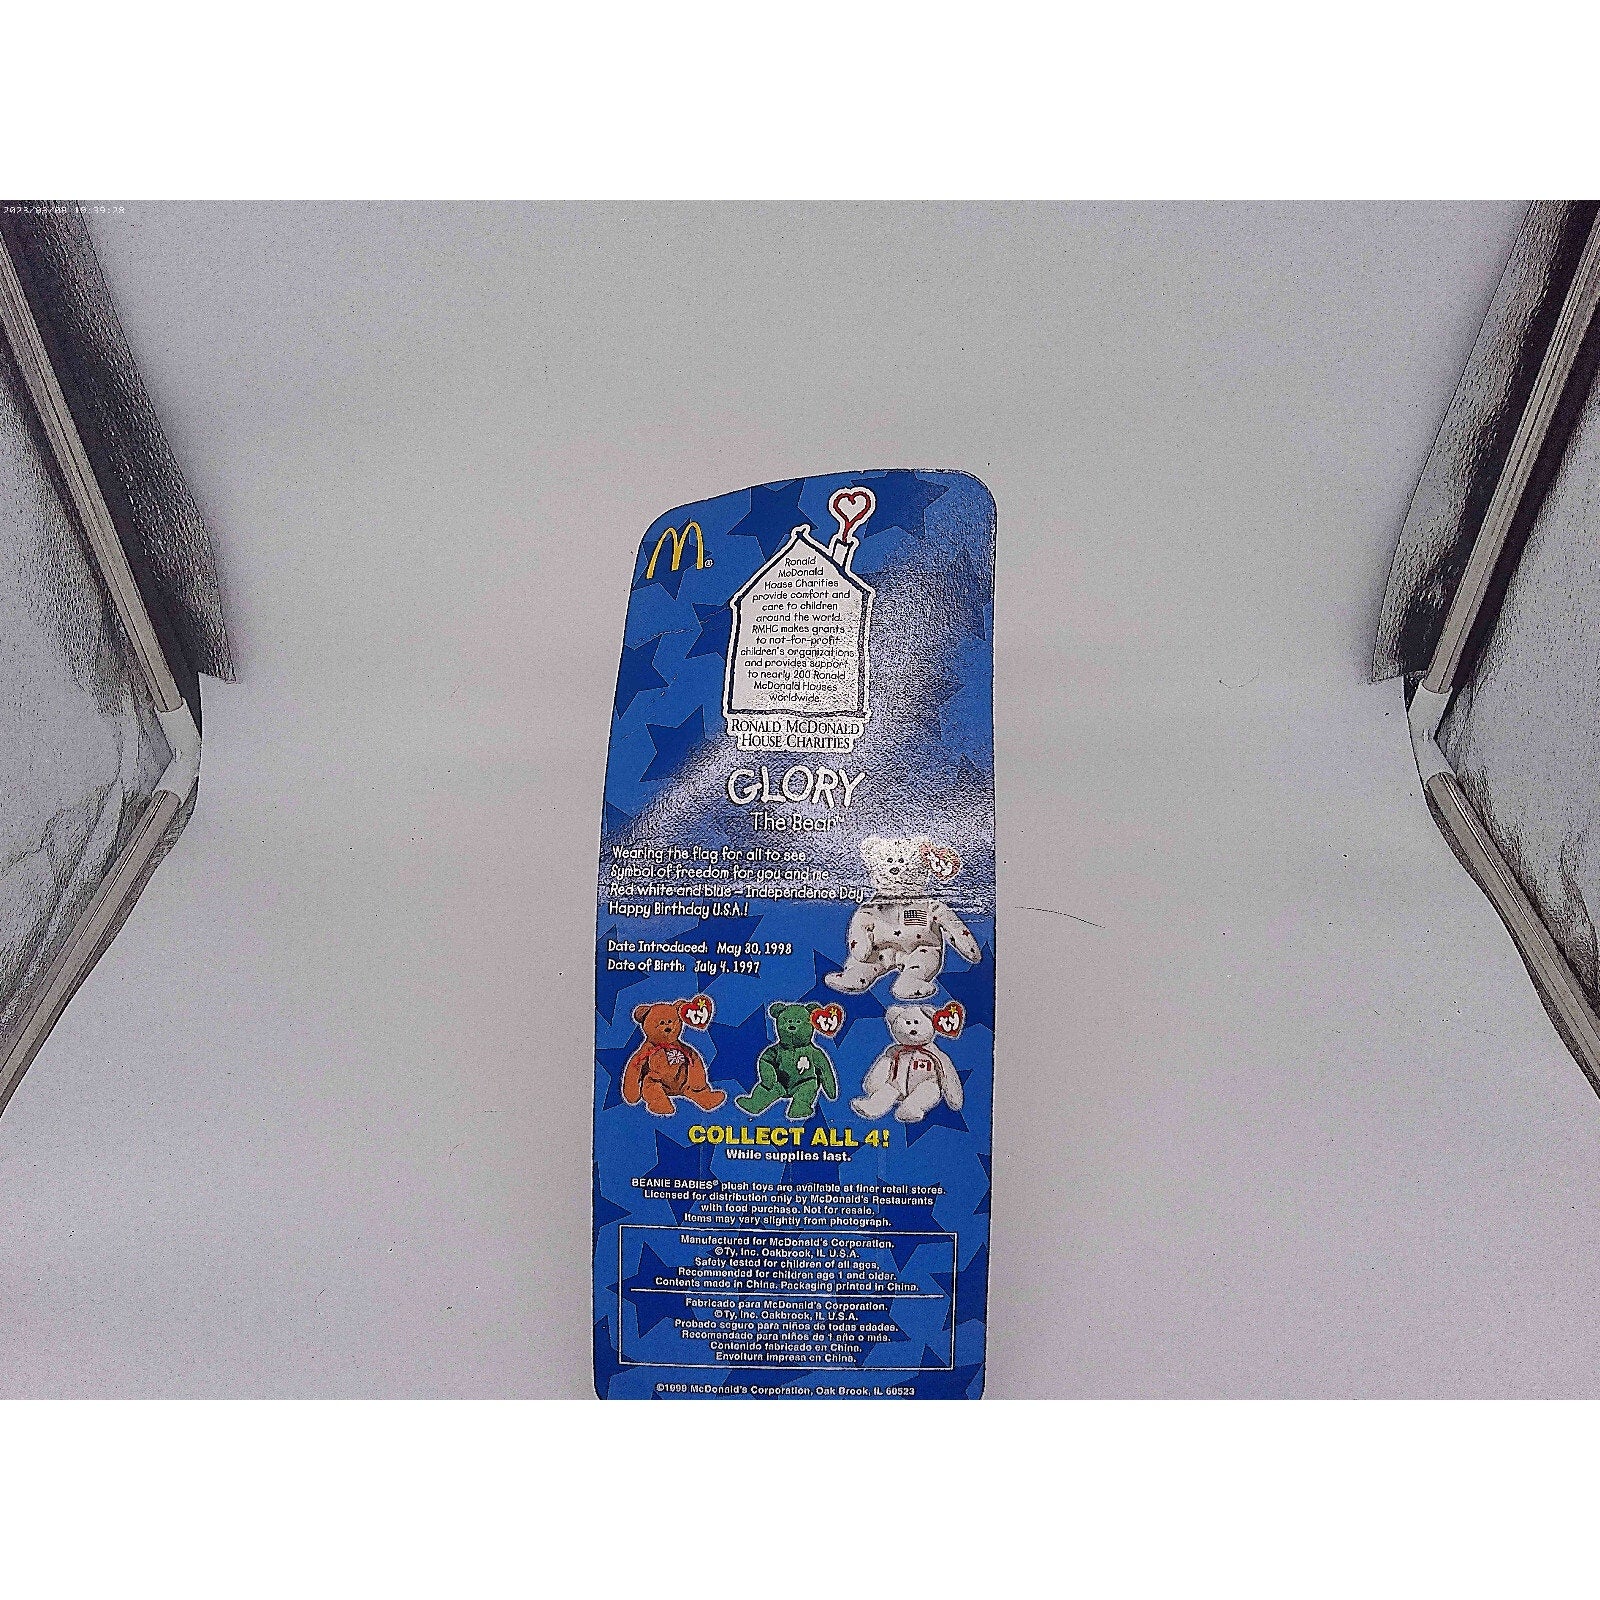 Ronald
McDonald
House Charities
provide comfort and
care to children
around the world.
RMHC makes grants
to not-for-profit
children's organizations
and provides support
to nearly 200 Ronald
McDonald Houses
worldwide.
RONALD McDONALD
HOUSE CHARITIES
GLORY
The Bear™
Wearing the flag for all to see
Symbol of freedom for you and me
Red white and blue – Independence Day
Happy Birthday U.S.A.!
Date Introduced: May 30, 1998
Date of Birth: July 4, 1997
ty
ty
ty
ty
COLLECT ALL 4!
While supplies last.
BEANIE BABIES® plush toys are available at finer retail stores.
Licensed for distribution only by McDonald's Restaurants
with food purchase. Not for resale.
Items may vary slightly from photograph.
Manufactured for McDonald's Corporation.
©Ty, Inc. Oakbrook, IL U.S.A.
Safety tested for children of all ages.
Recommended for children age 1 and older.
Contents made in China. Packaging printed in China.
Fabricado para McDonald's Corporation.
©Ty, Inc. Oakbrook, IL U.S.A.
Probado seguro para niños de todas edades.
Recomendado para niños de 1 año o más.
Contenido fabricado en China.
Envoltura impresa en China.
©1999 McDonald's Corporation, Oak Brook, IL 60523